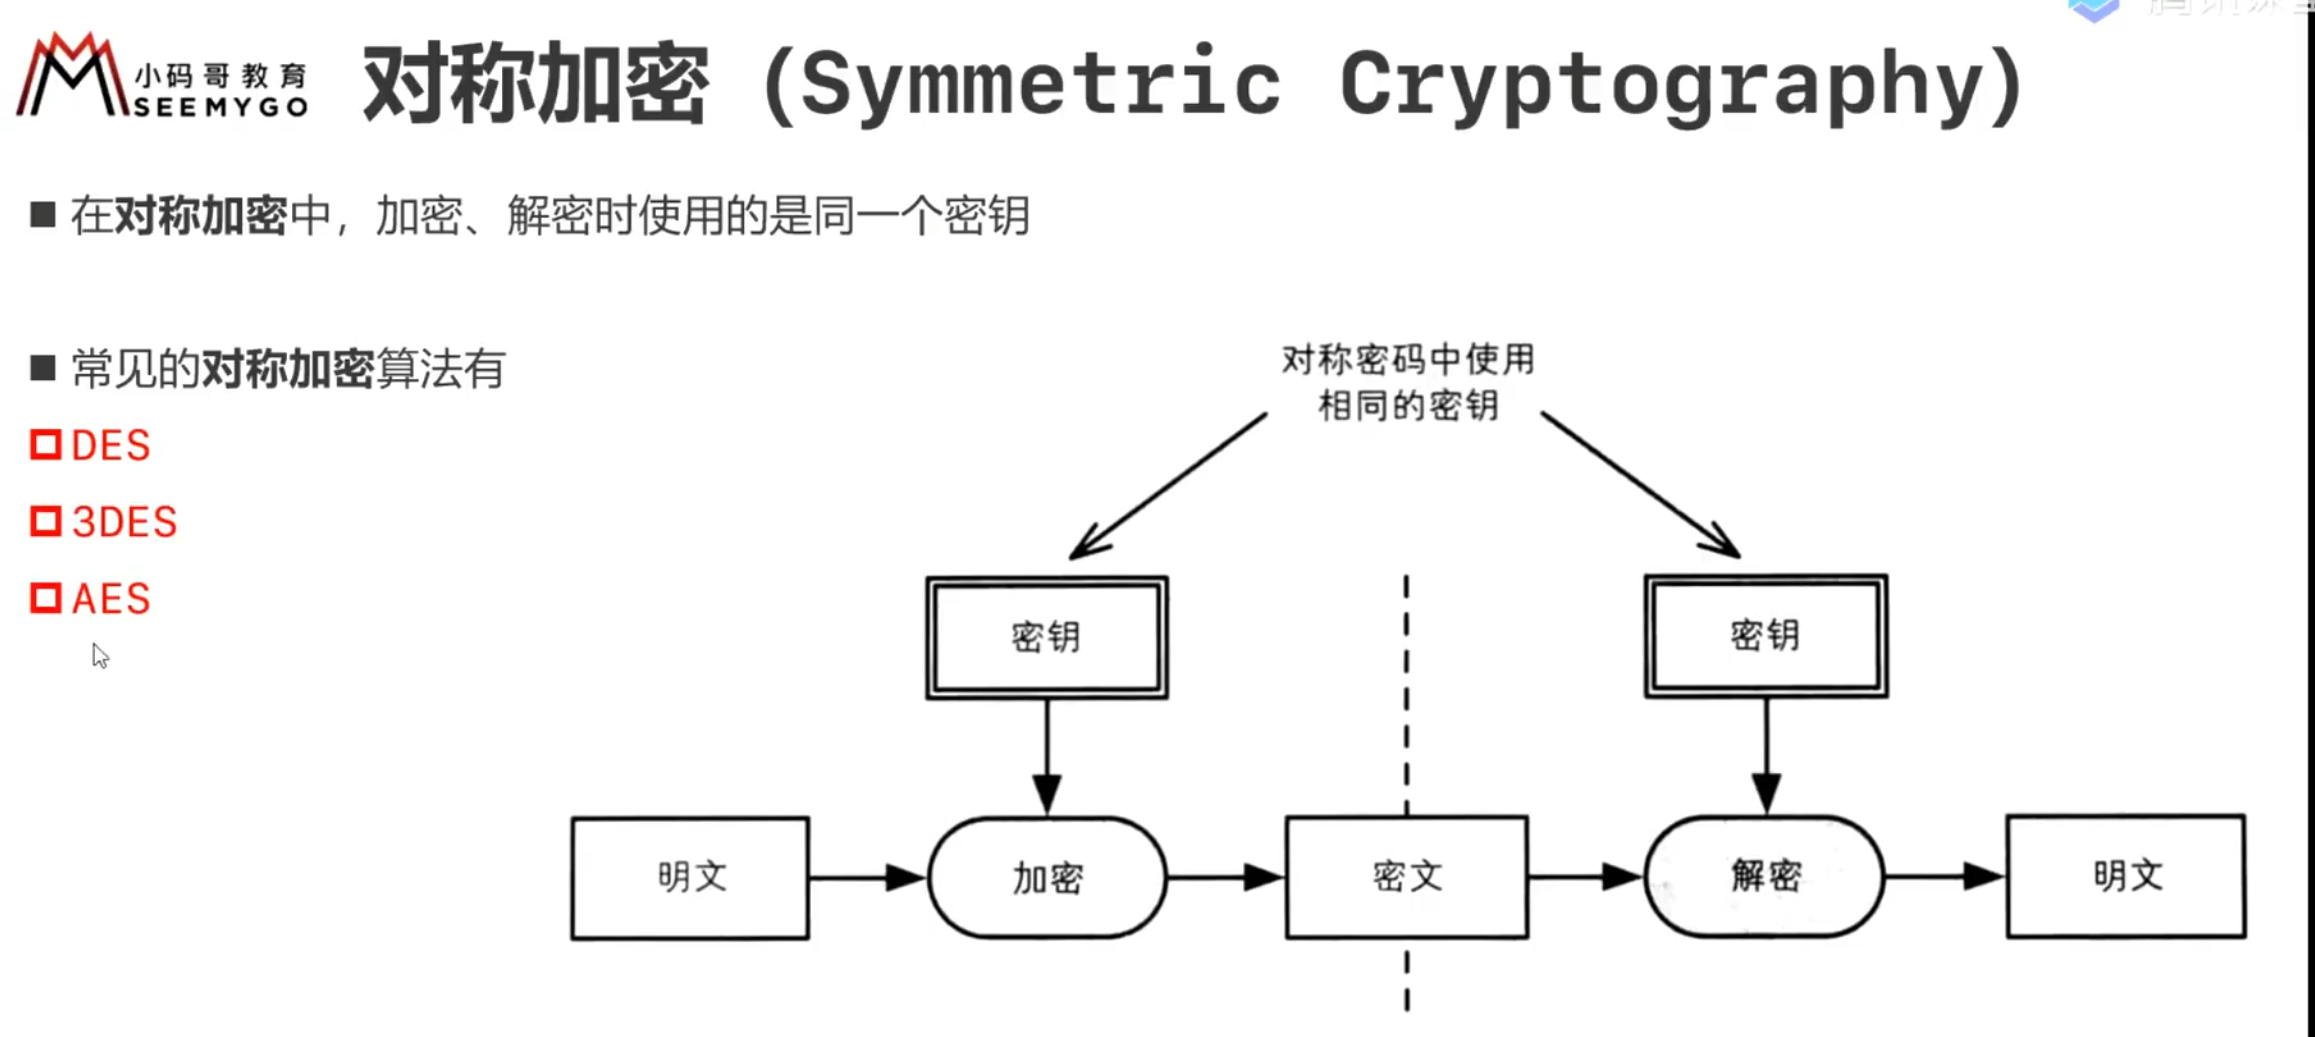 小码哥教育
SEEMYGO
对称加密（Symmetric Cryptography）
■ 在对称加密中，加密、解密时使用的是同一个密钥
■ 常见的对称加密算法有
DES
3DES
AES
对称密码中使用
相同的密钥
密钥
密钥
明文
加密
密文
解密
明文